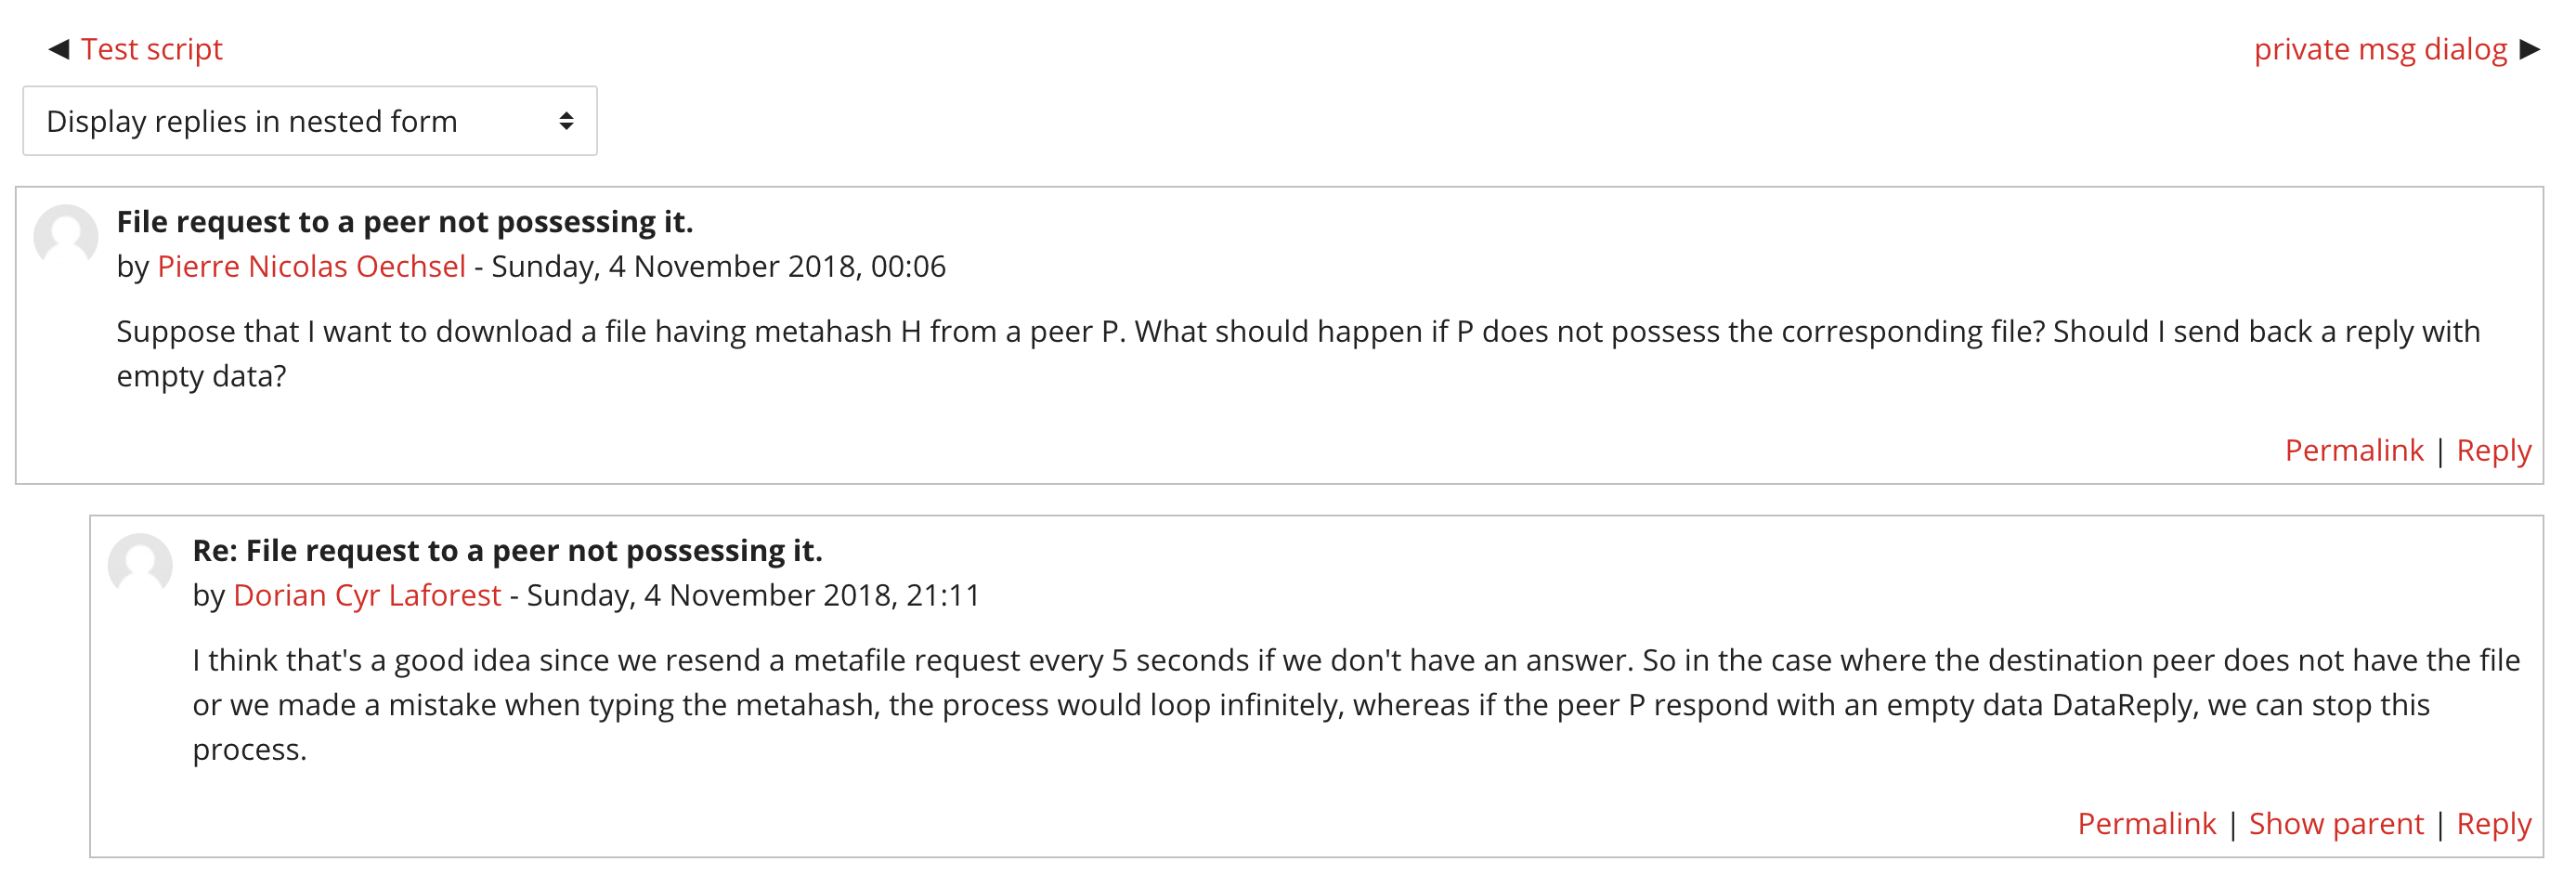 ◀ Test script
private msg dialog ▶
Display replies in nested form
File request to a peer not possessing it.
by Pierre Nicolas Oechsel - Sunday, 4 November 2018, 00:06
Suppose that I want to download a file having metahash H from a peer P. What should happen if P does not possess the corresponding file? Should I send back a reply with
empty data?
Permalink | Reply
Re: File request to a peer not possessing it.
by Dorian Cyr Laforest - Sunday, 4 November 2018, 21:11
I think that's a good idea since we resend a metafile request every 5 seconds if we don't have an answer. So in the case where the destination peer does not have the file
or we made a mistake when typing the metahash, the process would loop infinitely, whereas if the peer P respond with an empty data DataReply, we can stop this
process.
Permalink | Show parent | Reply